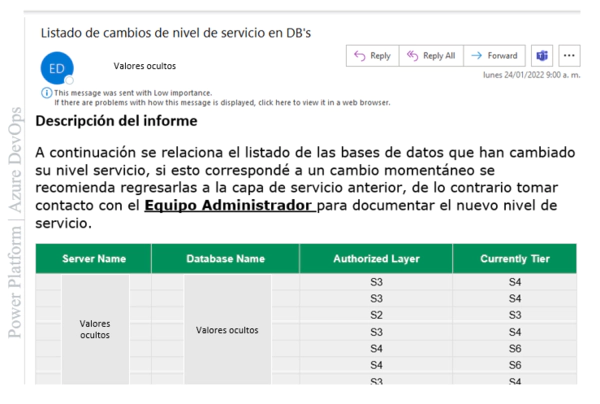 Listado de cambios de nivel de servicio en DB's
ED
Valores ocultos
Reply
Reply All
Forward
lunes 24/01/2022 9:00 a. m.
This message was sent with Low importance.
If there are problems with how this message is displayed, click here to view it in a web browser.
Power Platform | Azure DevOps
Descripción del informe
A continuación se relaciona el listado de las bases de datos que han cambiado
su nivel servicio, si esto correspondé a un cambio momentáneo se
recomienda regresarlas a la capa de servicio anterior, de lo contrario tomar
contacto con el Equipo Administrador para documentar el nuevo nivel de
servicio.
Server Name Database Name Authorized Layer Currently Tier
S3 S4
S3 S4
S2 S3
Valores
ocultos
Valores ocultos
S3 S4
S4 S6
S4 S6
S3 S4